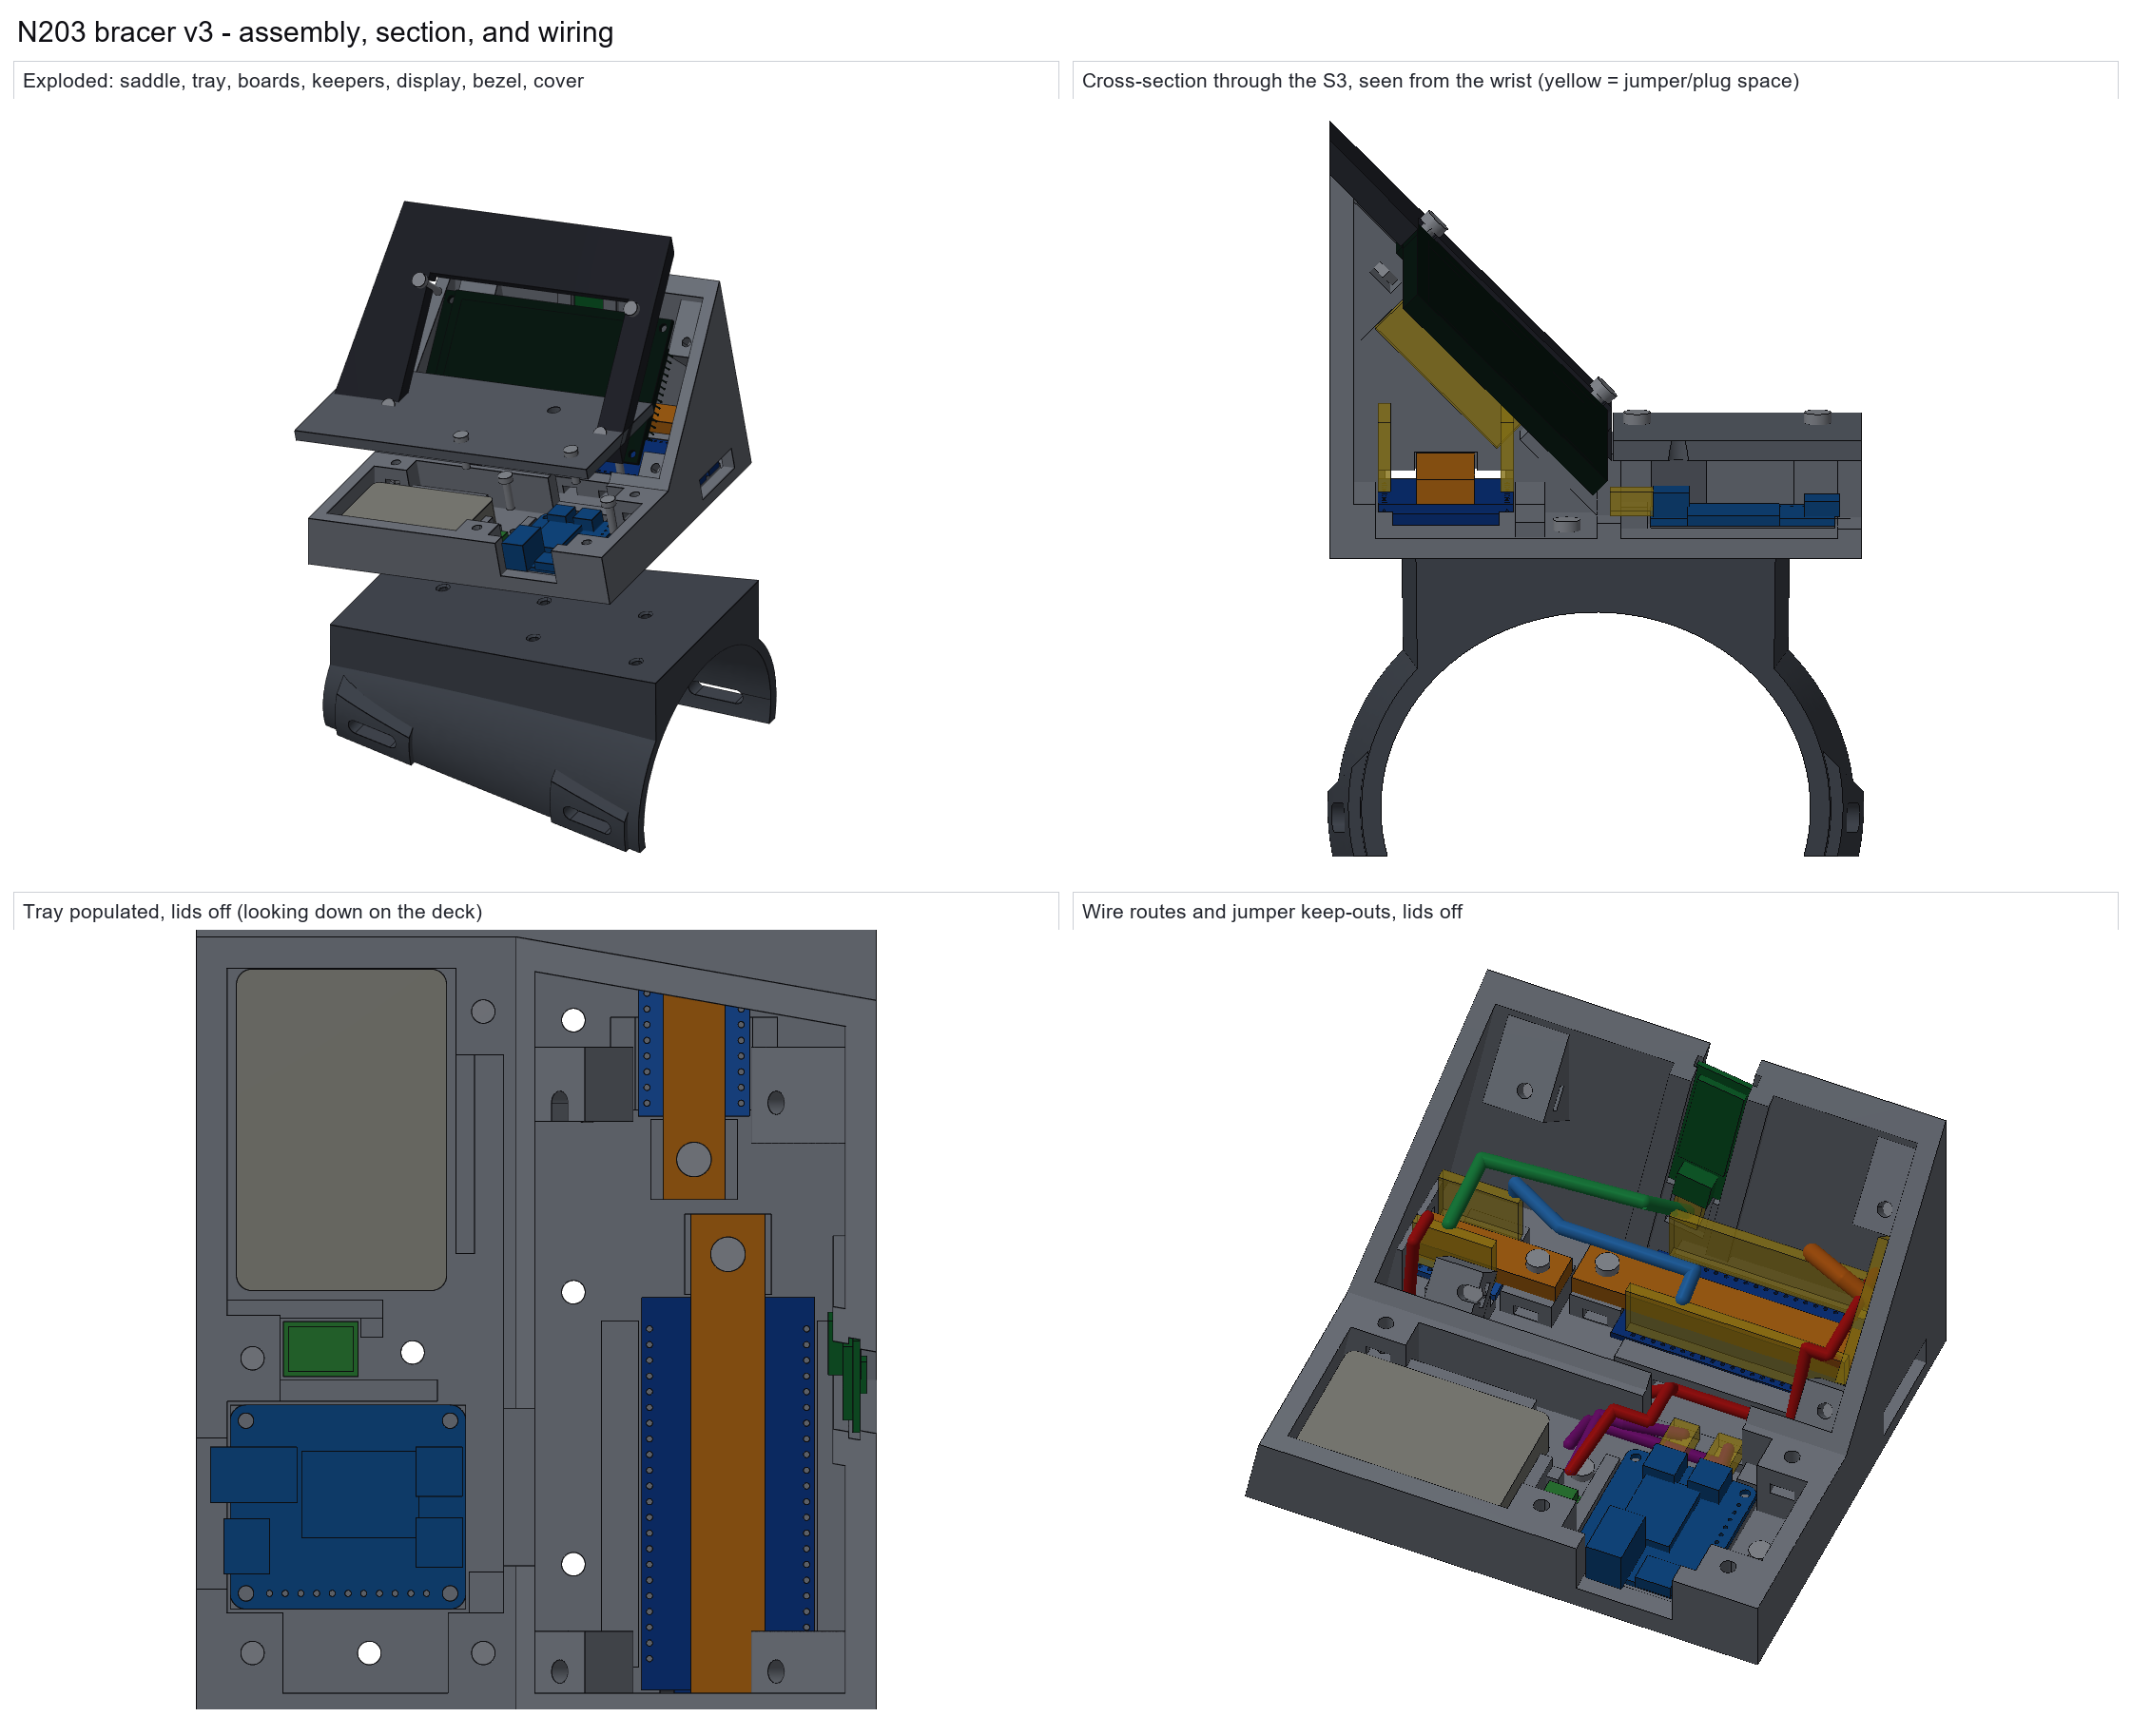 N203 bracer v3 - assembly, section, and wiring
Exploded: saddle, tray, boards, keepers, display, bezel, cover
Cross-section through the S3, seen from the wrist (yellow = jumper/plug space)
Tray populated, lids off (looking down on the deck)
Wire routes and jumper keep-outs, lids off